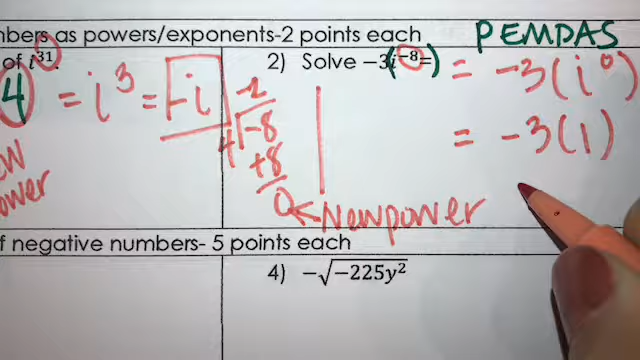 mbers as powers/exponents-2 points each PEMDAS
of i³¹.
4 = i³ = -i
2) Solve −3(i⁻⁸=) = -3(i⁰)
-2
4 -8
+8
0 ← New power
= -3(1)
ower
f negative numbers- 5 points each
4) −√−225y²